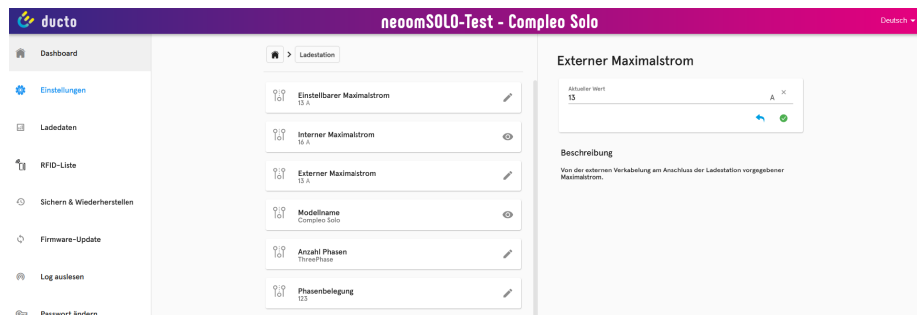 ducto
neoomSOLO-Test - Compleo Solo
Deutsch
Dashboard
Einstellungen
Ladedaten
RFID-Liste
Sichern & Wiederherstellen
Firmware-Update
Log auslesen
Passwort ändern
> Ladestation
Einstellbarer Maximalstrom
13 A
Interner Maximalstrom
16 A
Externer Maximalstrom
13 A
Modellname
Compleo Solo
Anzahl Phasen
ThreePhase
Phasenbelegung
123
Externer Maximalstrom
Aktueller Wert
13 A ×
Beschreibung
Von der externen Verkabelung am Anschluss der Ladestation vorgegebener
Maximalstrom.